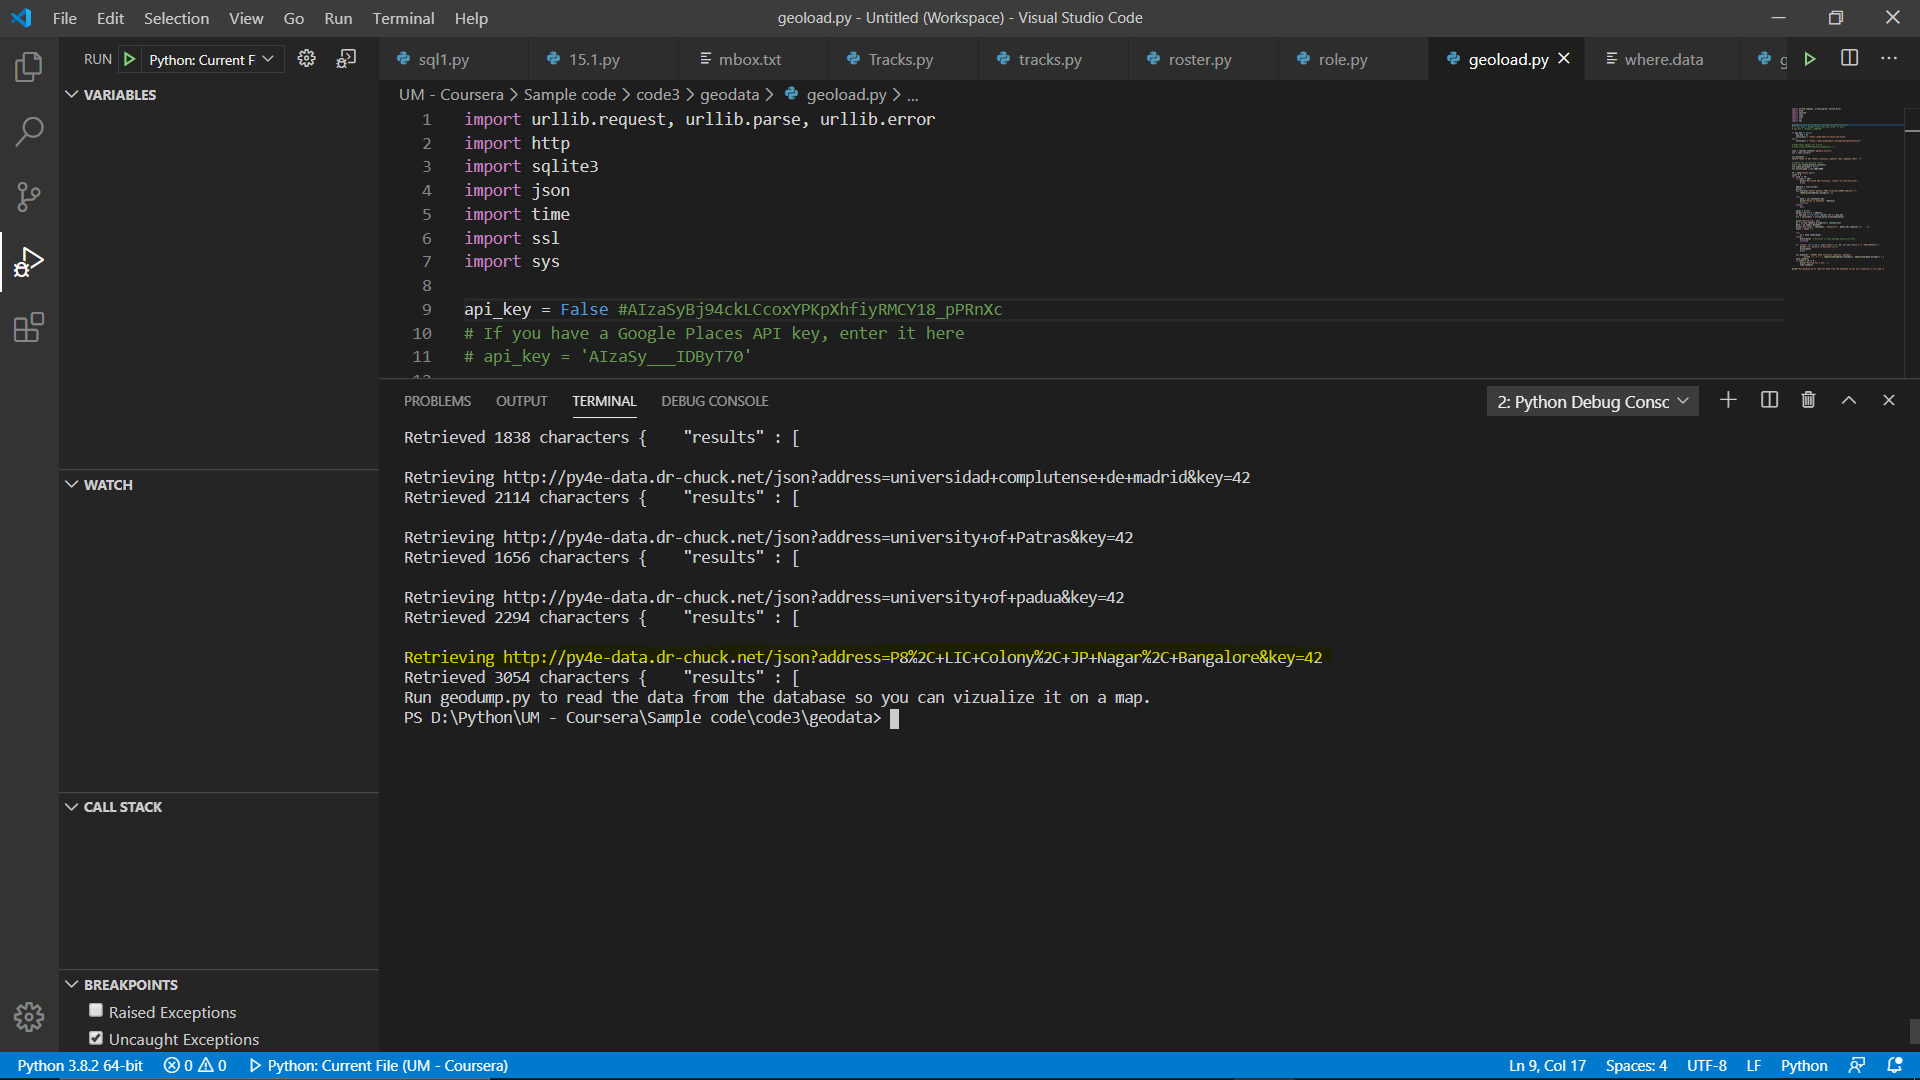 File Edit Selection View Go Run Terminal Help
geoload.py - Untitled (Workspace) - Visual Studio Code
RUN Python: Current F
sql1.py 15.1.py mbox.txt Tracks.py tracks.py roster.py role.py geoload.py where.data g
UM - Coursera > Sample code > code3 > geodata > geoload.py > ...
VARIABLES
WATCH
CALL STACK
BREAKPOINTS
Raised Exceptions
Uncaught Exceptions
1 import urllib.request, urllib.parse, urllib.error
2 import http
3 import sqlite3
4 import json
5 import time
6 import ssl
7 import sys
8
9 api_key = False #AIzaSyBj94ckLCcoxYPKpXhfiyRMCY18_pPRnXc
10 # If you have a Google Places API key, enter it here
11 # api_key = 'AIzaSy___IDByT70'
PROBLEMS OUTPUT TERMINAL DEBUG CONSOLE
2: Python Debug Consc
Retrieved 1838 characters { "results" : [
Retrieving http://py4e-data.dr-chuck.net/json?address=universidad+complutense+de+madrid&key=42
Retrieved 2114 characters { "results" : [
Retrieving http://py4e-data.dr-chuck.net/json?address=university+of+Patras&key=42
Retrieved 1656 characters { "results" : [
Retrieving http://py4e-data.dr-chuck.net/json?address=university+of+padua&key=42
Retrieved 2294 characters { "results" : [
Retrieving http://py4e-data.dr-chuck.net/json?address=P8%2C+LIC+Colony%2C+JP+Nagar%2C+Bangalore&key=42
Retrieved 3054 characters { "results" : [
Run geodump.py to read the data from the database so you can vizualize it on a map.
PS D:\Python\UM - Coursera\Sample code\code3\geodata>
Python 3.8.2 64-bit 0 0 Python: Current File (UM - Coursera)
Ln 9, Col 17 Spaces: 4 UTF-8 LF Python